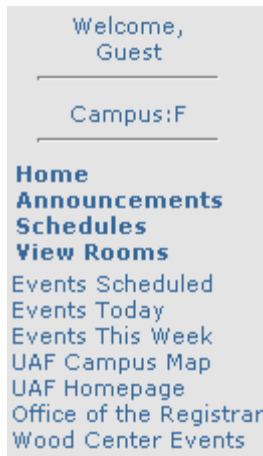 Welcome,
Guest
Campus:F
Home
Announcements
Schedules
View Rooms
Events Scheduled
Events Today
Events This Week
UAF Campus Map
UAF Homepage
Office of the Registrar
Wood Center Events